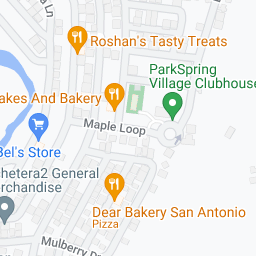 Ln
Roshan's Tasty Treats
ParkSpring
Village Clubhouse
akes And Bakery
Maple Loop
Bel's Store
hetera2 General
erchandise
Dear Bakery San Antonio
Pizza
Mulberry D